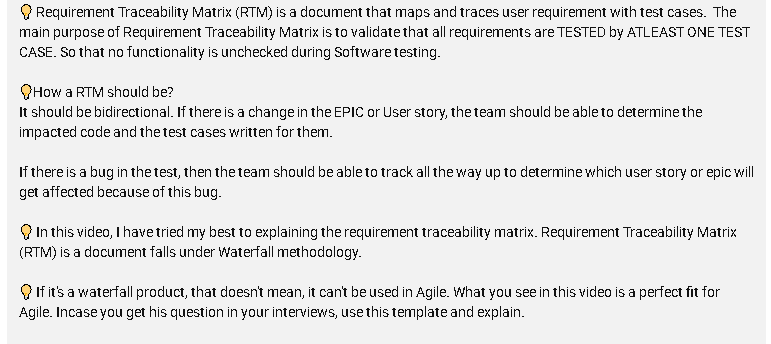 💡 Requirement Traceability Matrix (RTM) is a document that maps and traces user requirement with test cases.  The
main purpose of Requirement Traceability Matrix is to validate that all requirements are TESTED by ATLEAST ONE TEST
CASE. So that no functionality is unchecked during Software testing.

💡How a RTM should be?
It should be bidirectional. If there is a change in the EPIC or User story, the team should be able to determine the
impacted code and the test cases written for them.

If there is a bug in the test, then the team should be able to track all the way up to determine which user story or epic will
get affected because of this bug.

💡 In this video, I have tried my best to explaining the requirement traceability matrix. Requirement Traceability Matrix
(RTM) is a document falls under Waterfall methodology.

💡 If it's a waterfall product, that doesn't mean, it can't be used in Agile. What you see in this video is a perfect fit for
Agile. Incase you get his question in your interviews, use this template and explain.